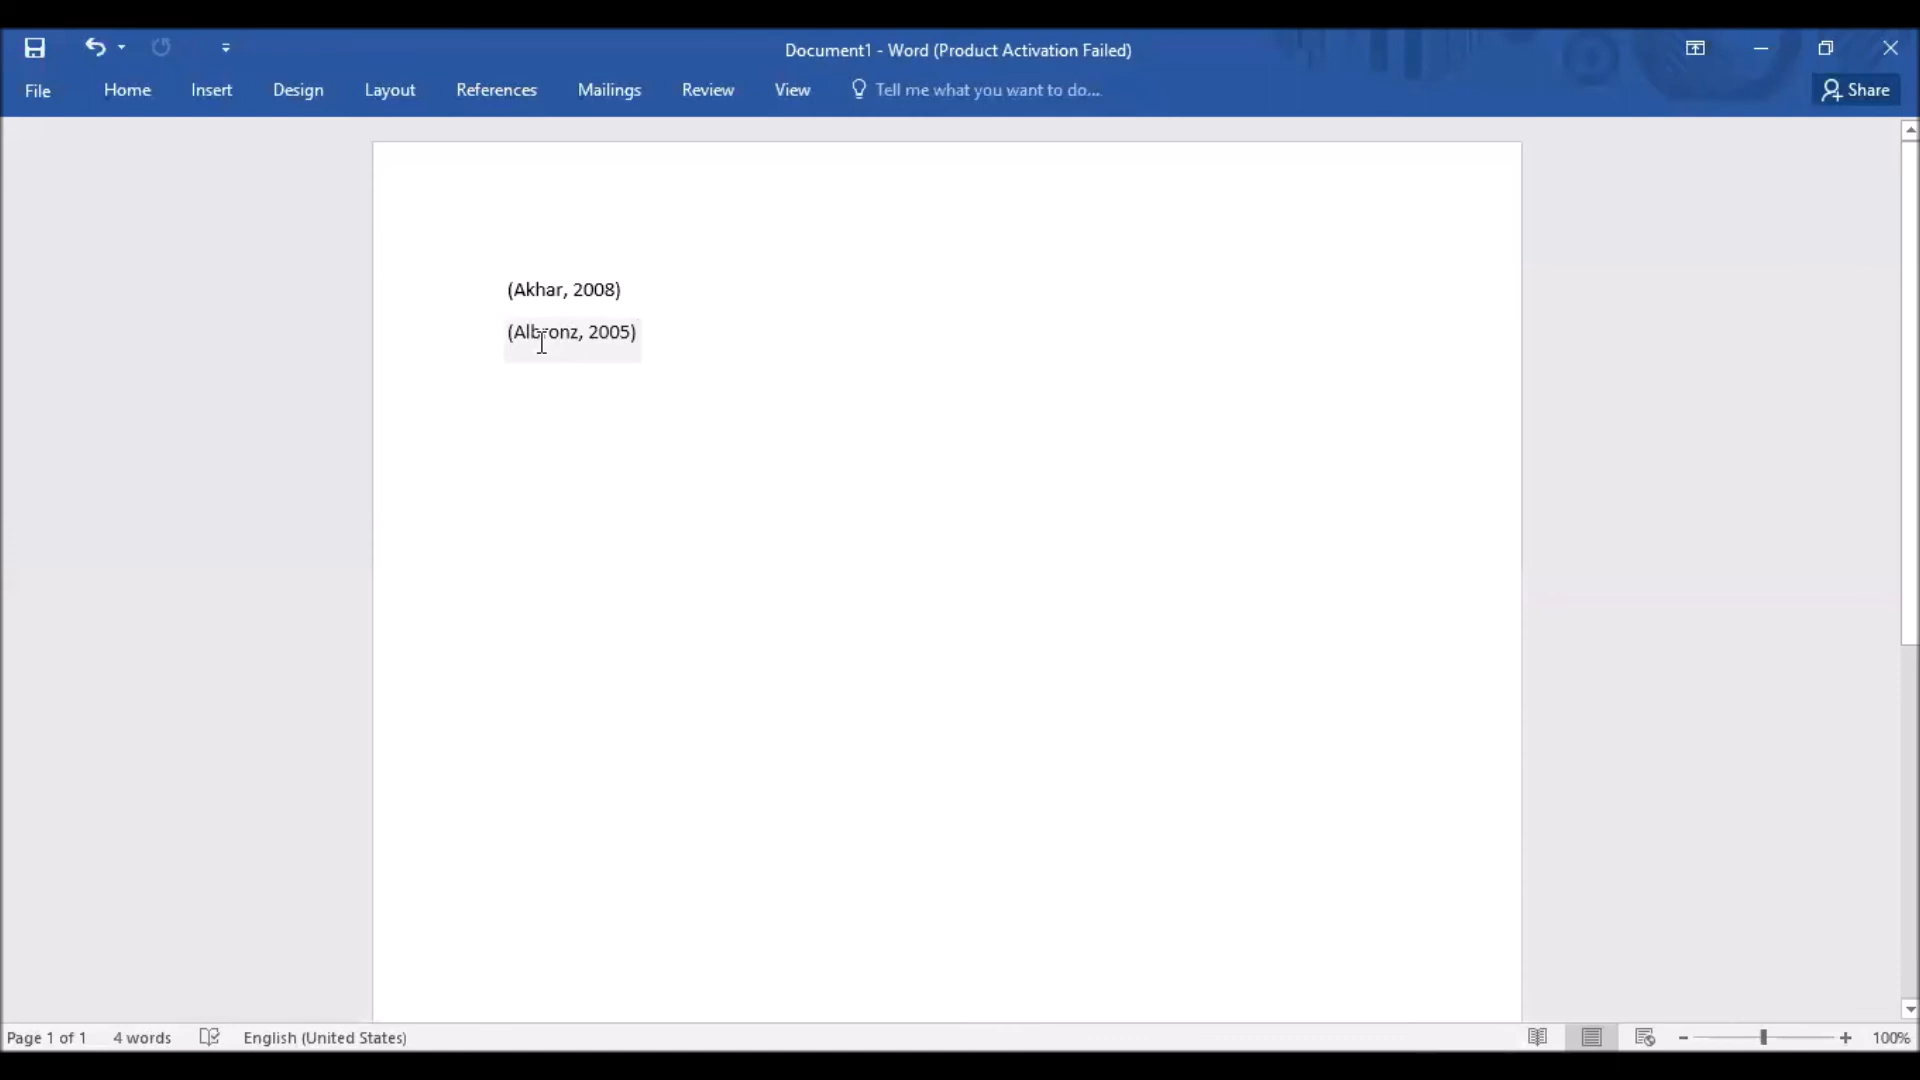 Document1 - Word (Product Activation Failed)
File Home Insert Design Layout References Mailings Review View Tell me what you want to do... Share
(Akhar, 2008)
(Albronz, 2005)
Page 1 of 1 4 words English (United States) 100%